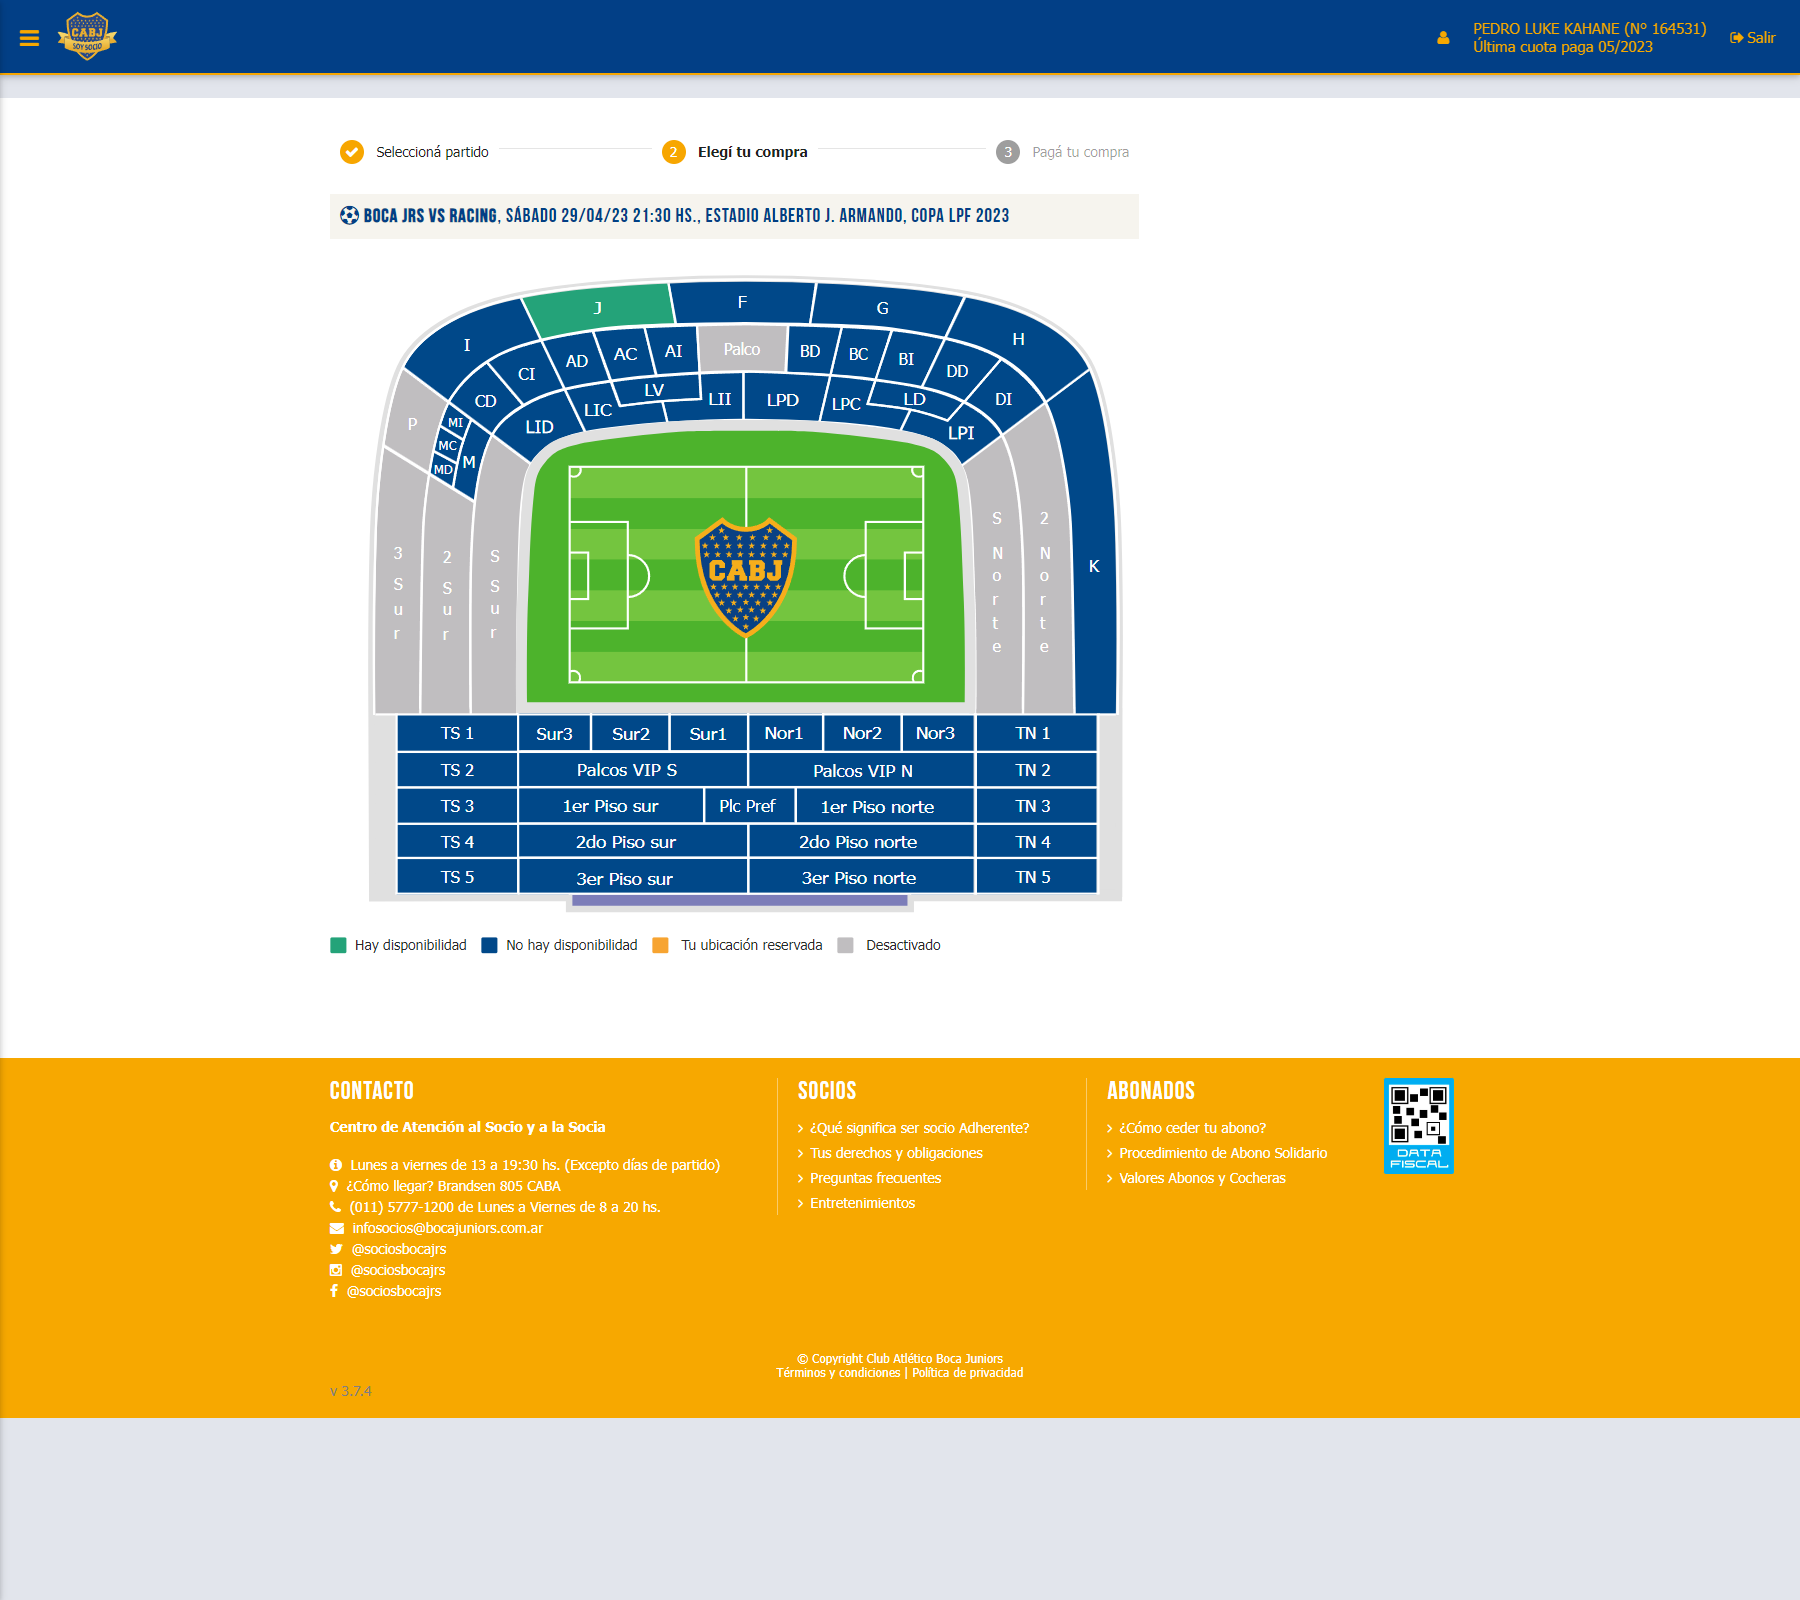 CABJ
SOY SOCIO
PEDRO LUKE KAHANE (Nº 164531)
Última cuota paga 05/2023
Salir
Seleccioná partido
2 Elegí tu compra
3 Pagá tu compra
BOCA JRS VS RACING, SÁBADO 29/04/23 21:30 HS., ESTADIO ALBERTO J. ARMANDO, COPA LPF 2023
I
J
F
G
H
CD
CI
AD
AC
AI
Palco
BD
BC
BI
DD
DI
LID
LIC
LV
LII
LPD
LPC
LD
LPI
P
MI
MC
MD
M
3 Sur
2 Sur
S Sur
CABJ
S Norte
2 Norte
K
TS 1 Sur3 Sur2 Sur1 Nor1 Nor2 Nor3 TN 1
TS 2 Palcos VIP S Palcos VIP N TN 2
TS 3 1er Piso sur Plc Pref 1er Piso norte TN 3
TS 4 2do Piso sur 2do Piso norte TN 4
TS 5 3er Piso sur 3er Piso norte TN 5
Hay disponibilidad No hay disponibilidad Tu ubicación reservada Desactivado
CONTACTO
Centro de Atención al Socio y a la Socia
Lunes a viernes de 13 a 19:30 hs. (Excepto días de partido)
¿Cómo llegar? Brandsen 805 CABA
(011) 5777-1200 de Lunes a Viernes de 8 a 20 hs.
infosocios@bocajuniors.com.ar
@sociosbocajrs
@sociosbocajrs
@sociosbocajrs
SOCIOS
¿Qué significa ser socio Adherente?
Tus derechos y obligaciones
Preguntas frecuentes
Entretenimientos
ABONADOS
¿Cómo ceder tu abono?
Procedimiento de Abono Solidario
Valores Abonos y Cocheras
DATA
FISCAL
© Copyright Club Atlético Boca Juniors
Términos y condiciones | Política de privacidad
v 3.7.4